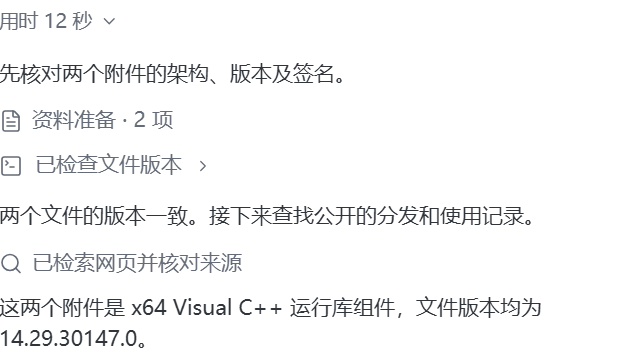 用时 12 秒
先核对两个附件的架构、版本及签名。
资料准备 · 2 项
已检查文件版本
两个文件的版本一致。接下来查找公开的分发和使用记录。
已检索网页并核对来源
这两个附件是 x64 Visual C++ 运行库组件，文件版本均为
14.29.30147.0。